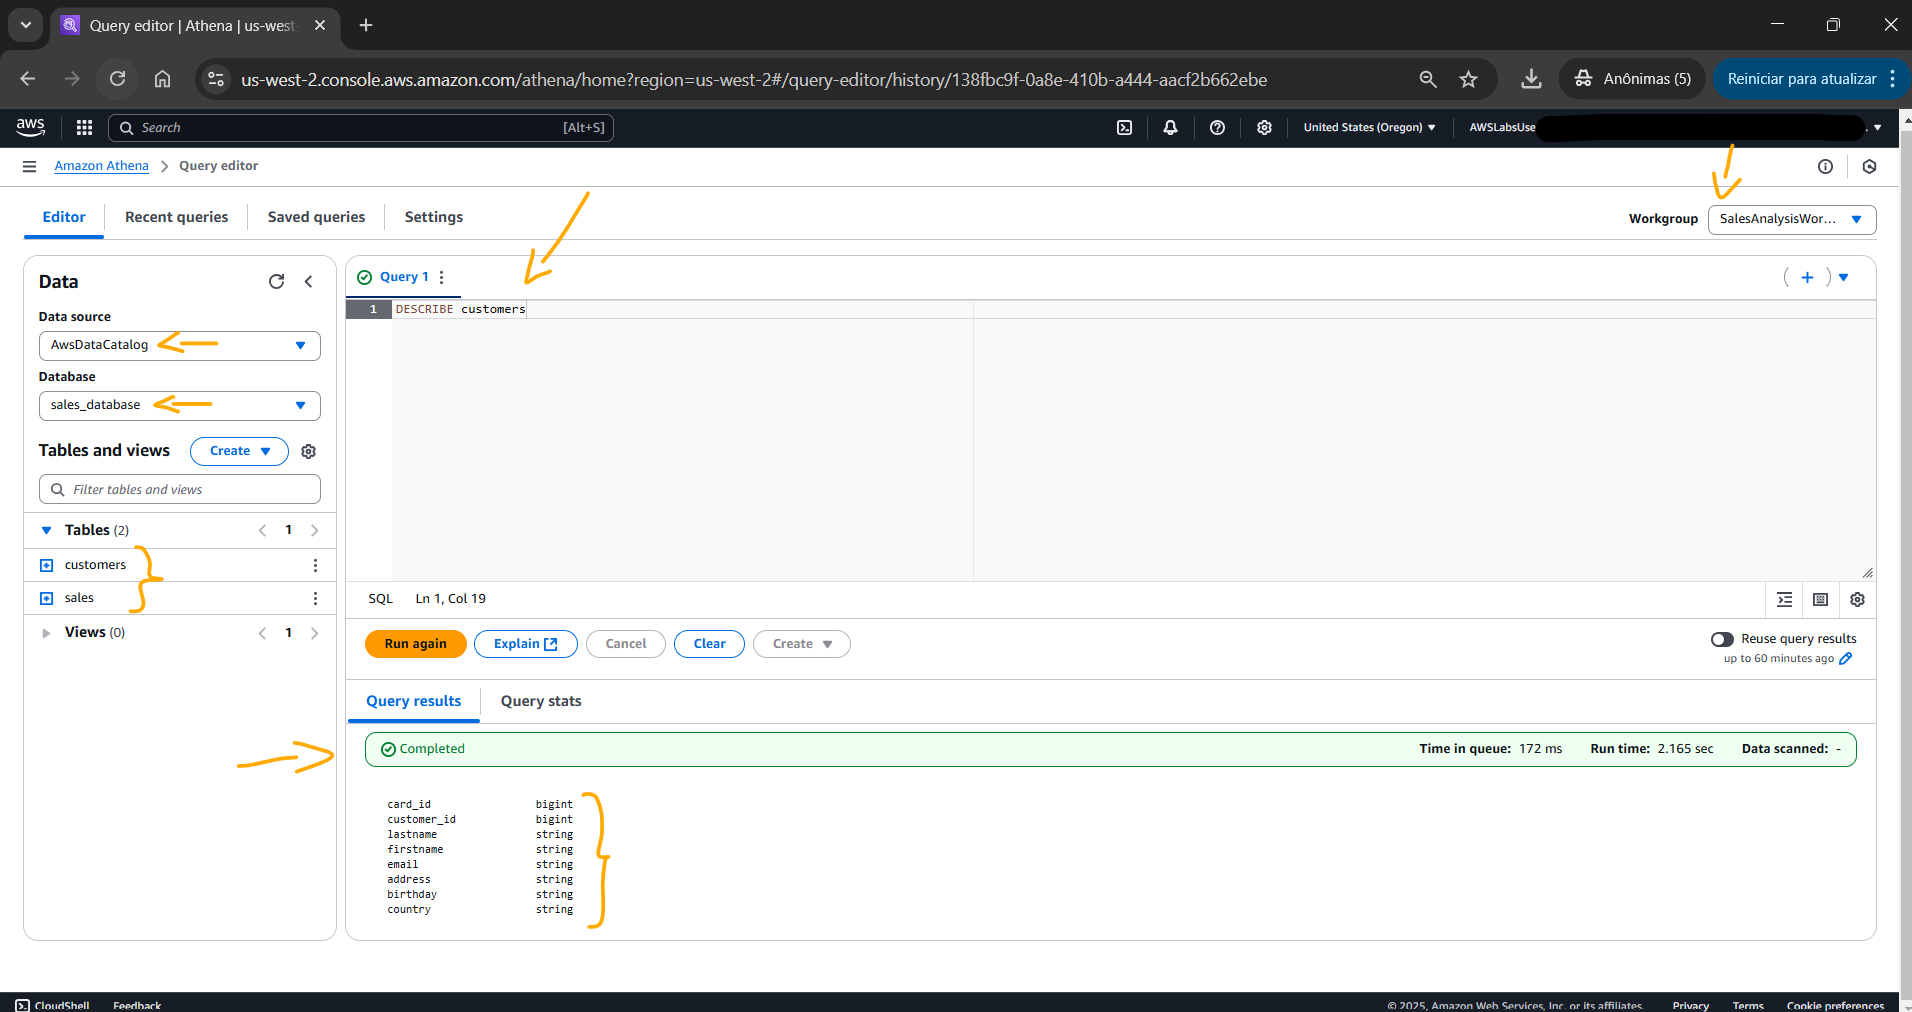 Query editor | Athena | us-west-
us-west-2.console.aws.amazon.com/athena/home?region=us-west-2#/query-editor/history/138fbc9f-0a8e-410b-a444-aacf2b662ebe
Anônimas (5)
Reiniciar para atualizar
aws
Search
[Alt+S]
United States (Oregon)
AWSLabsUse
Amazon Athena
Query editor
Editor
Recent queries
Saved queries
Settings
Workgroup
SalesAnalysisWor...
Data
Data source
AwsDataCatalog
Database
sales_database
Tables and views
Create
Filter tables and views
Tables (2)
1
customers
sales
Views (0)
1
Query 1
1 DESCRIBE customers
SQL
Ln 1, Col 19
Run again
Explain
Cancel
Clear
Create
Reuse query results
up to 60 minutes ago
Query results
Query stats
Completed
Time in queue: 172 ms
Run time: 2.165 sec
Data scanned: -
card_id bigint
customer_id bigint
lastname string
firstname string
email string
address string
birthday string
country string
CloudShell
Feedback
© 2025, Amazon Web Services, Inc. or its affiliates.
Privacy
Terms
Cookie preferences